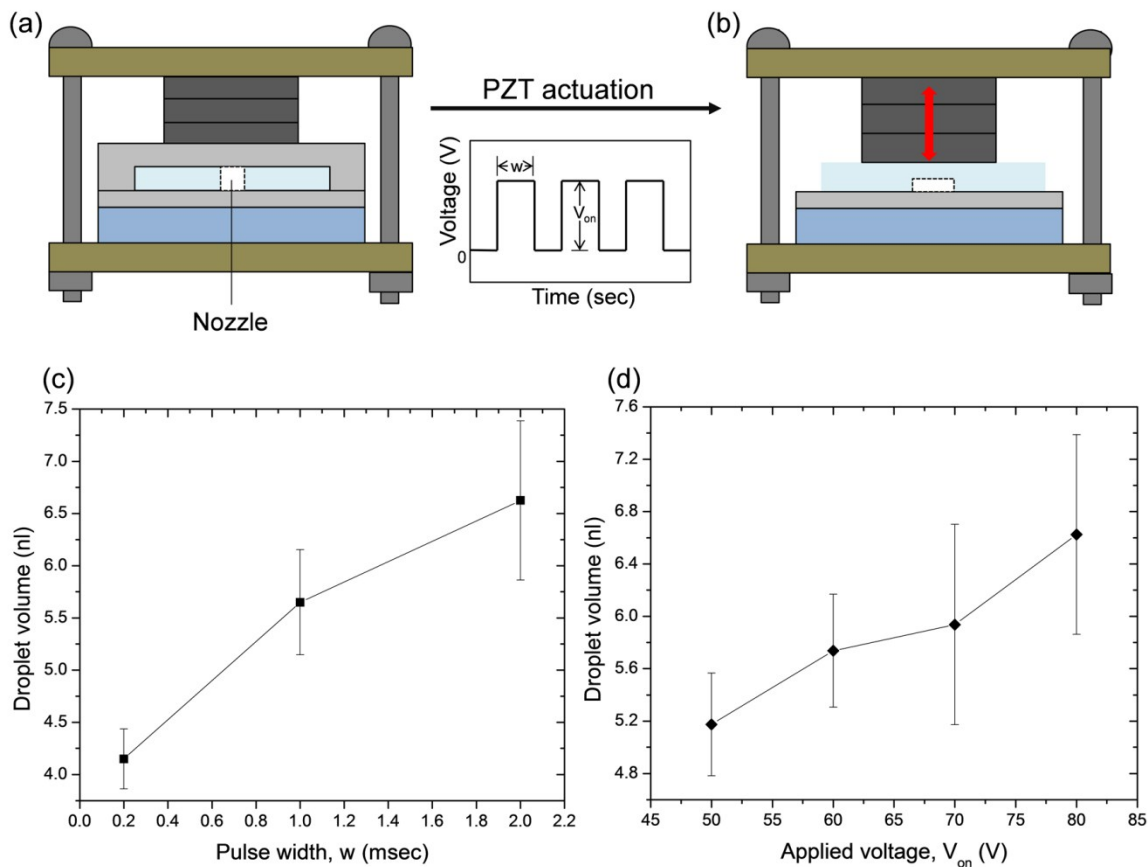 (a)
(b)
PZT actuation
Voltage (V)
w
V_on
0
Time (sec)
Nozzle
(c)
7.5
7.0
6.5
6.0
5.5
5.0
4.5
4.0
Droplet volume (nl)
0.0 0.2 0.4 0.6 0.8 1.0 1.2 1.4 1.6 1.8 2.0 2.2
Pulse width, w (msec)
(d)
7.6
7.2
6.8
6.4
6.0
5.6
5.2
4.8
Droplet volume (nl)
45 50 55 60 65 70 75 80 85
Applied voltage, V_on (V)